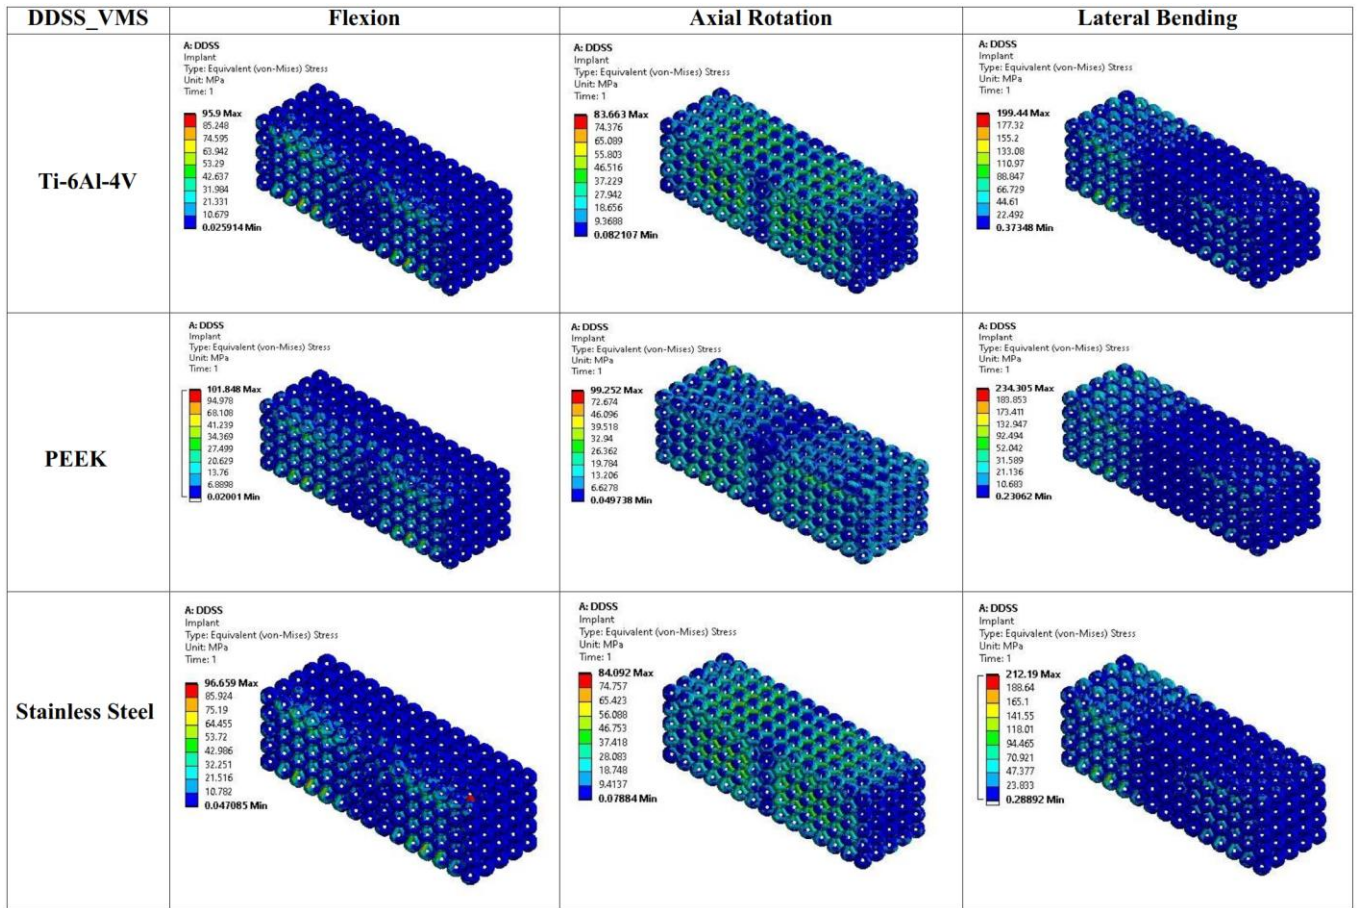 DDSS_VMS
Flexion
Axial Rotation
Lateral Bending
Ti-6Al-4V
A: DDSS
Implant
Type: Equivalent (von-Mises) Stress
Unit: MPa
Time: 1
95.9 Max
85.248
74.595
63.942
53.29
42.637
31.984
21.331
10.679
0.025914 Min
A: DDSS
Implant
Type: Equivalent (von-Mises) Stress
Unit: MPa
Time: 1
83.663 Max
74.376
65.089
55.803
46.516
37.229
27.942
18.656
9.3688
0.082107 Min
A: DDSS
Implant
Type: Equivalent (von-Mises) Stress
Unit: MPa
Time: 1
199.44 Max
177.32
155.2
133.08
110.97
88.847
66.729
44.61
22.492
0.37348 Min
PEEK
A: DDSS
Implant
Type: Equivalent (von-Mises) Stress
Unit: MPa
Time: 1
101.848 Max
94.978
68.108
41.239
34.369
27.499
20.629
13.76
6.8898
0.02001 Min
A: DDSS
Implant
Type: Equivalent (von-Mises) Stress
Unit: MPa
Time: 1
99.252 Max
72.674
46.096
39.518
32.94
26.362
19.784
13.206
6.6278
0.049738 Min
A: DDSS
Implant
Type: Equivalent (von-Mises) Stress
Unit: MPa
Time: 1
234.305 Max
183.853
173.411
132.947
92.494
52.042
31.589
21.136
10.683
0.23062 Min
Stainless Steel
A: DDSS
Implant
Type: Equivalent (von-Mises) Stress
Unit: MPa
Time: 1
96.659 Max
85.924
75.19
64.455
53.72
42.986
32.251
21.516
10.782
0.047085 Min
A: DDSS
Implant
Type: Equivalent (von-Mises) Stress
Unit: MPa
Time: 1
84.092 Max
74.757
65.423
56.088
46.753
37.418
28.083
18.748
9.4137
0.07884 Min
A: DDSS
Implant
Type: Equivalent (von-Mises) Stress
Unit: MPa
Time: 1
212.19 Max
188.64
165.1
141.55
118.01
94.465
70.921
47.377
23.833
0.28892 Min